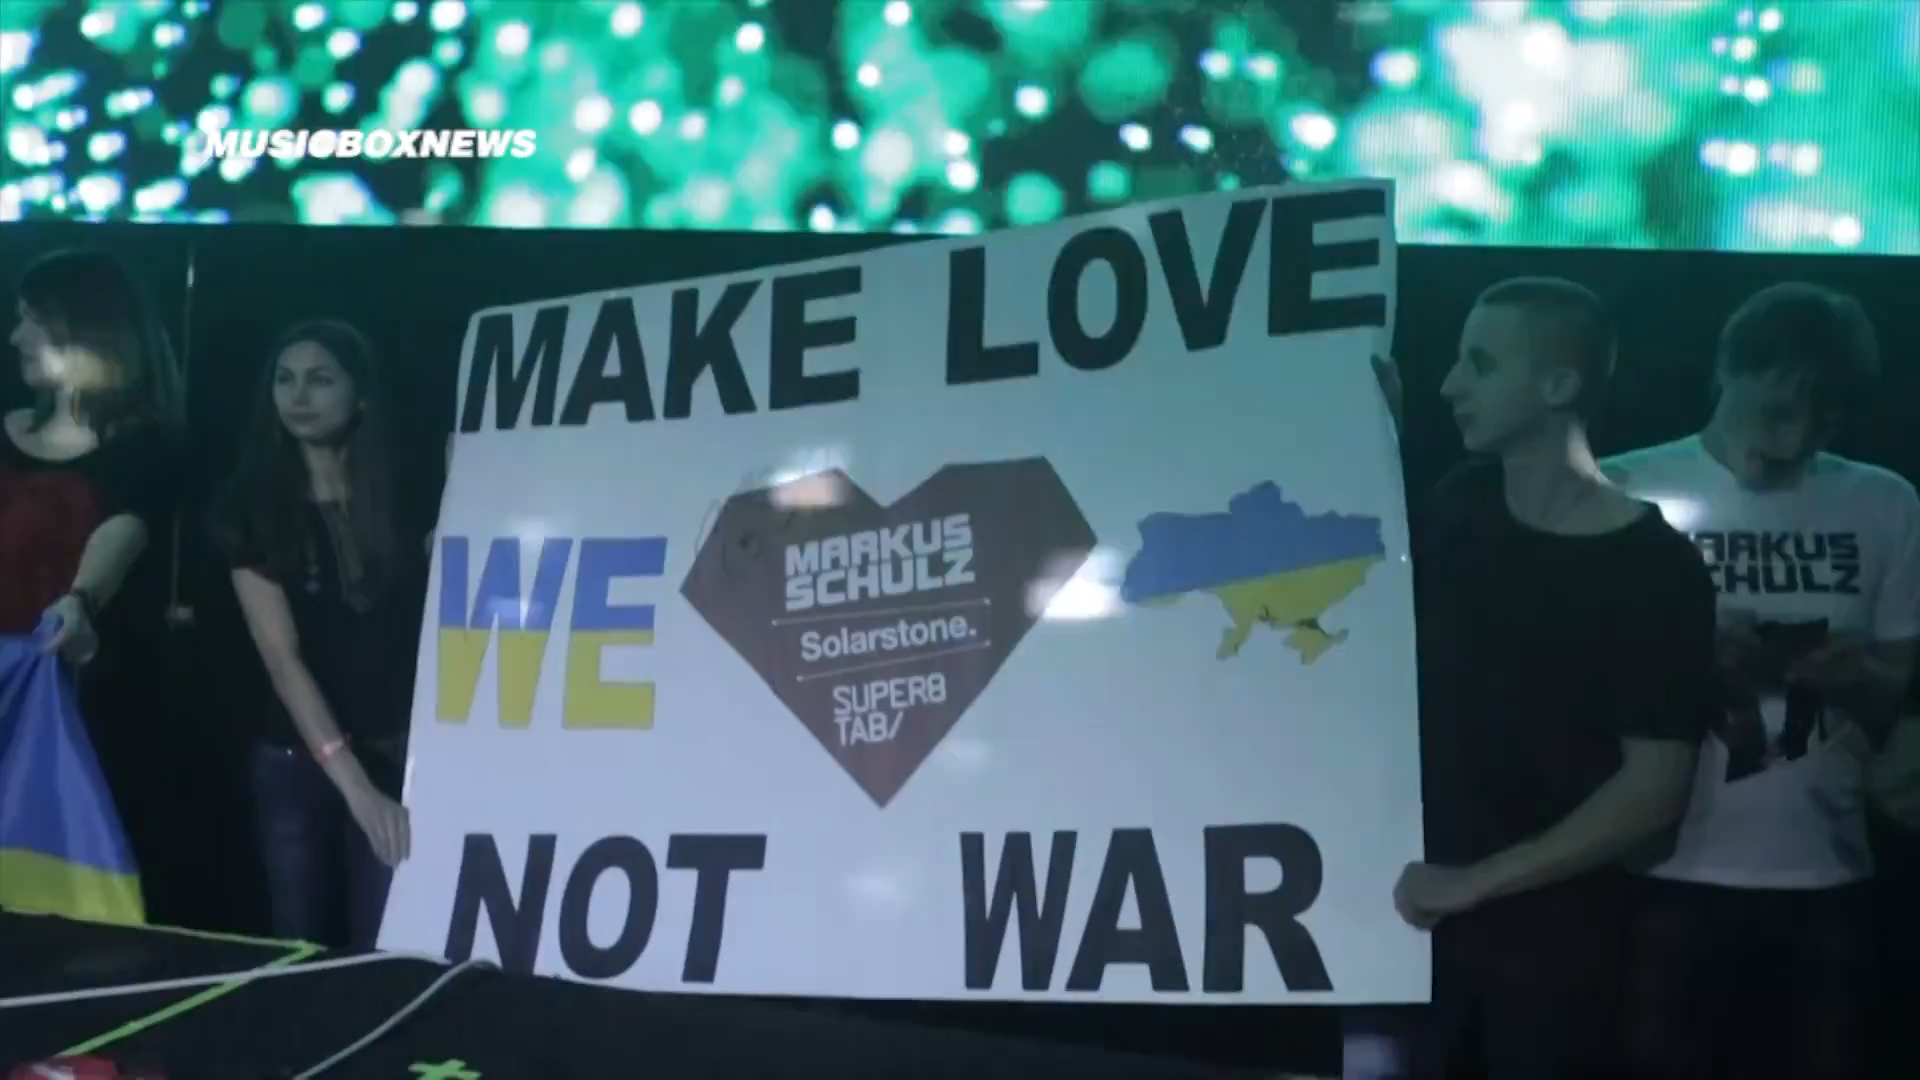 MUSICBOXNEWS
MAKE LOVE
WE
MARKUS
SCHULZ
Solarstone.
SUPER8
TAB/
NOT WAR
MARKUS
SCHULZ